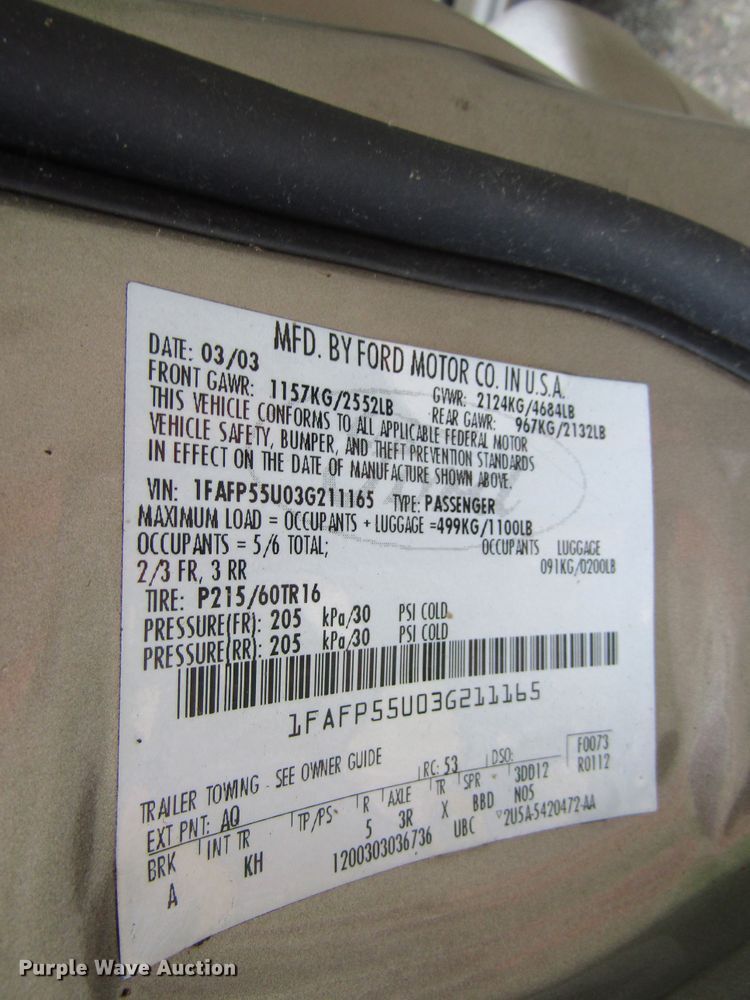 MFD. BY FORD MOTOR CO. IN U.S.A.
DATE: 03/03
GVWR: 2124KG/4684LB
FRONT GAWR: 1157KG/2552LB
REAR GAWR: 967KG/2132LB
THIS VEHICLE CONFORMS TO ALL APPLICABLE FEDERAL MOTOR
VEHICLE SAFETY, BUMPER, AND THEFT PREVENTION STANDARDS
IN EFFECT ON THE DATE OF MANUFACTURE SHOWN ABOVE.
VIN: 1FAFP55U03G211165 TYPE: PASSENGER
MAXIMUM LOAD = OCCUPANTS + LUGGAGE =499KG/1100LB
OCCUPANTS = 5/6 TOTAL; OCCUPANTS LUGGAGE
2/3 FR, 3 RR 091KG/0200LB
TIRE: P215/60TR16
PRESSURE(FR): 205 kPa/30 PSI COLD
PRESSURE(RR): 205 kPa/30 PSI COLD
1FAFP55U03G211165
TRAILER TOWING - SEE OWNER GUIDE
F0073
EXT PNT: AQ RC: 53 DSO: R0112
BRK INT TR TP/PS R AXLE TR SPR 3DD12
A KH 5 3R X BBD N05
1200303036736 UBC 2U5A-5420472-AA
Purple Wave Auction